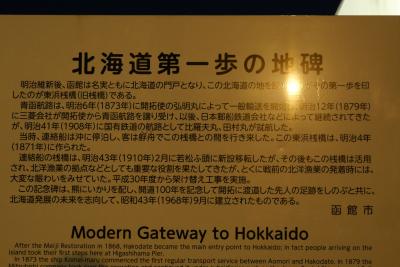 北海道第一歩の地碑
明治維新後、函館は名実ともに北海道の門戸となり、この北海道の地を がその第一歩を印
したのが東浜桟橋(旧桟橋)である。
青函航路は、明治6年(1873年)に開拓使の弘明丸によって一般輸送を開始し、明治12年(1879年)
に三菱会社が開拓使から青函航路を譲り受け、以後、日本郵船株式会社などによって継続されてきた
が、明治41年(1908年)に国有鉄道の航路として比羅夫丸、田村丸が就航した。
当時、連絡船は沖に停泊し、客は艀舟でこの桟橋との間を行き来した。この東浜桟橋は、明治4年
(1871年)に作られた。
連絡船の桟橋は、明治43年(1910年)2月に若松ふ頭に新設移転したが、その後もこの桟橋は活用
され、北洋漁業の拠点などとしても重要な役割を果たしてきたが、とくに戦前の北洋漁業の発着時には、
大変な賑わいをみせていた。平成30年度から架け替え工事を実施。
この記念碑は、熊にいかりを配し、開道100年を記念して開拓に渡道した先人の足跡をしのぶと共に、
北海道発展の未来を志向して、昭和43年(1968年)9月に建立されたものである。
函館市
Modern Gateway to Hokkaido
After the Meiji Restoration in 1868, Hakodate became the main entry point to Hokkaido; in fact people arriving on the
island took their first steps here at Higashihama Pier.
In 1873 the ship Komei-maru commenced the first regular transport service between Aomori and Hakodate. In 1879 the